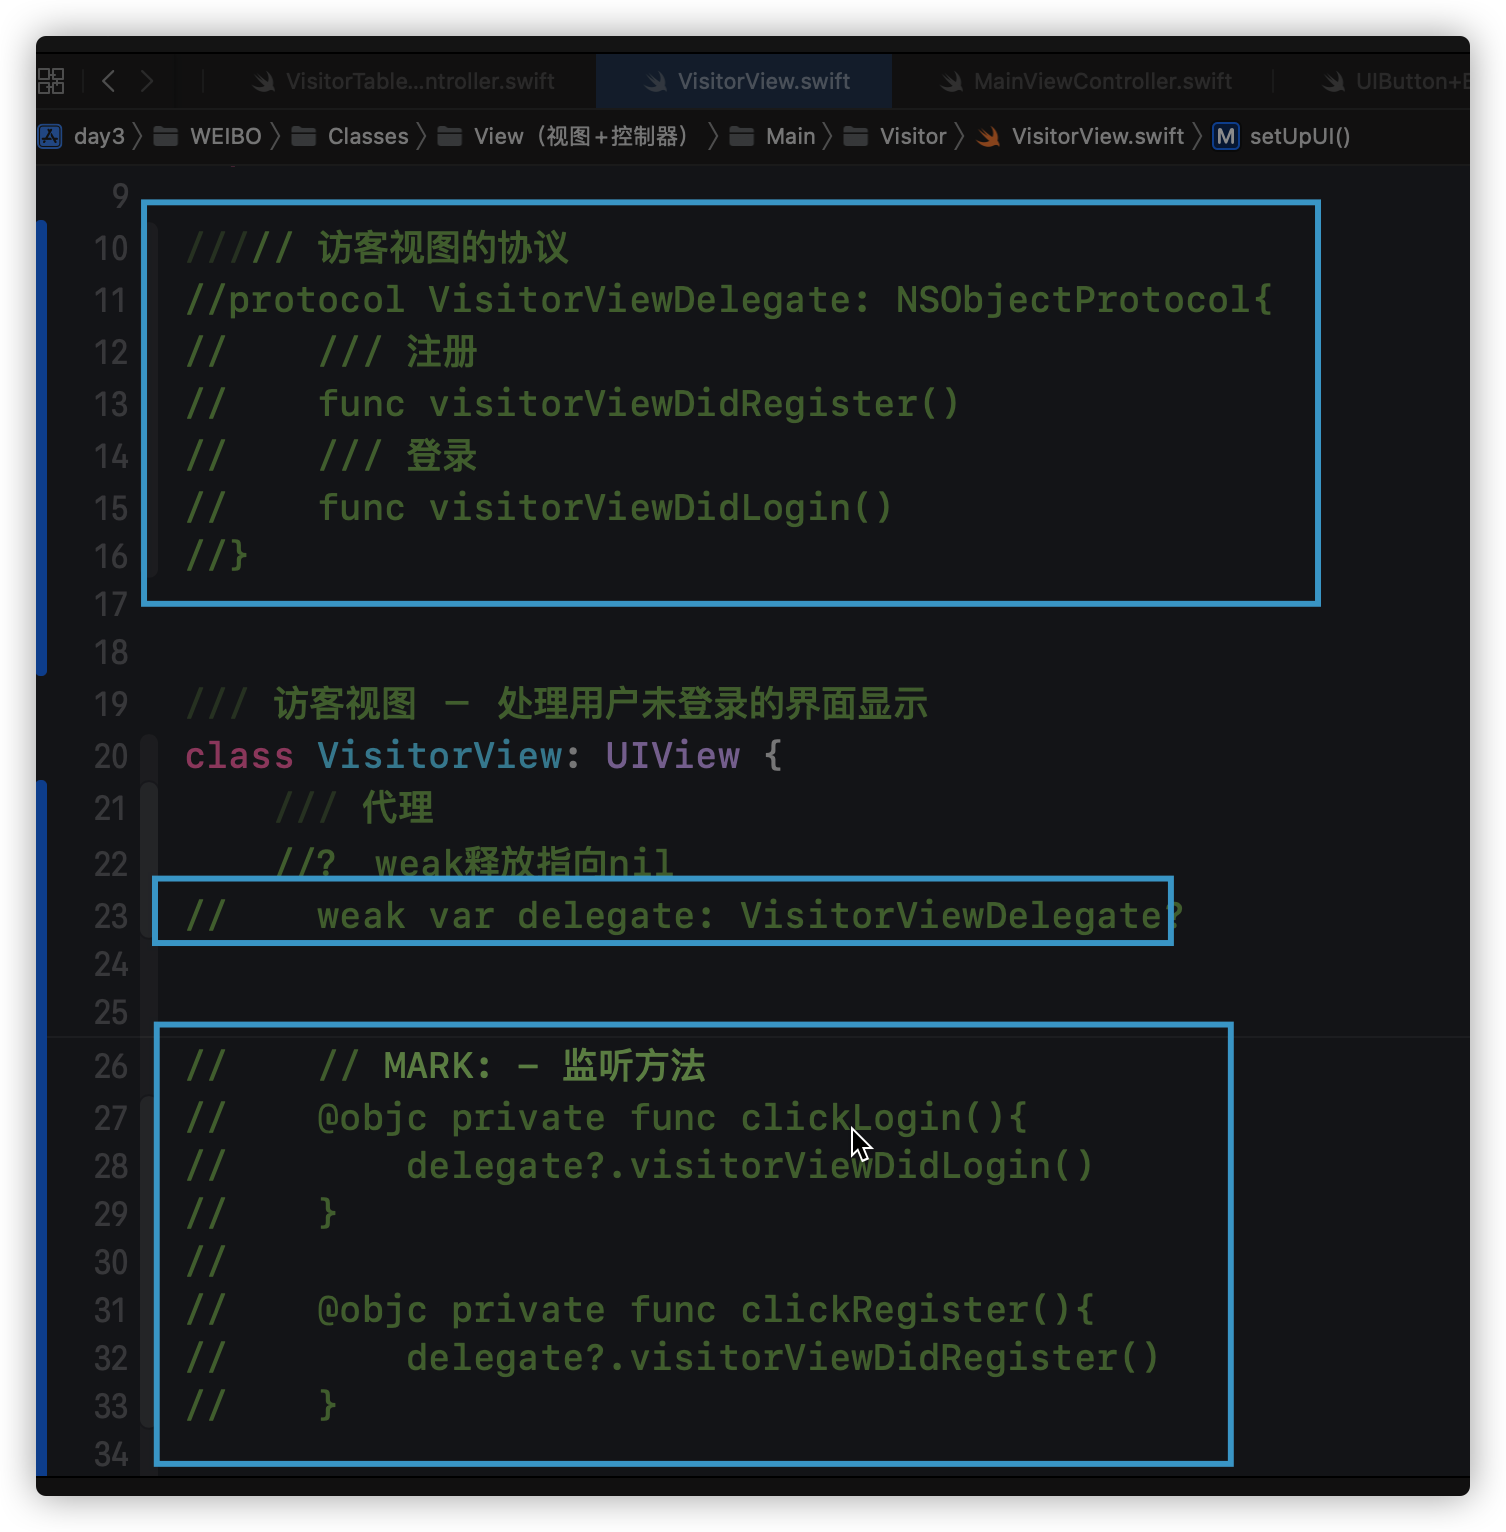 VisitorTable...ntroller.swift VisitorView.swift MainViewController.swift UIButton+E
day3 WEIBO Classes View（视图+控制器） Main Visitor VisitorView.swift M setUpUI()
9
10 ///// 访客视图的协议
11 //protocol VisitorViewDelegate: NSObjectProtocol{
12 //    /// 注册
13 //    func visitorViewDidRegister()
14 //    /// 登录
15 //    func visitorViewDidLogin()
16 //}
17
18
19 /// 访客视图 - 处理用户未登录的界面显示
20 class VisitorView: UIView {
21     /// 代理
22     //?  weak释放指向nil
23 //    weak var delegate: VisitorViewDelegate?
24
25
26 //    // MARK: - 监听方法
27 //    @objc private func clickLogin(){
28 //        delegate?.visitorViewDidLogin()
29 //    }
30 //
31 //    @objc private func clickRegister(){
32 //        delegate?.visitorViewDidRegister()
33 //    }
34